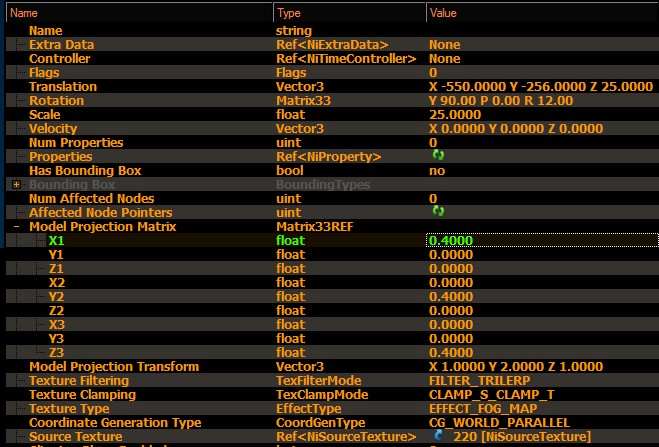 Name Type Value
Name string
Extra Data Ref<NiExtraData> None
Controller Ref<NiTimeController> None
Flags Flags 0
Translation Vector3 X -550.0000 Y -256.0000 Z 25.0000
Rotation Matrix33 Y 90.00 P 0.00 R 12.00
Scale float 25.0000
Velocity Vector3 X 0.0000 Y 0.0000 Z 0.0000
Num Properties uint 0
Properties Ref<NiProperty>
Has Bounding Box bool no
Bounding Box BoundingTypes
Num Affected Nodes uint 0
Affected Node Pointers uint
Model Projection Matrix Matrix33REF
X1 float 0.4000
Y1 float 0.0000
Z1 float 0.0000
X2 float 0.0000
Y2 float 0.4000
Z2 float 0.0000
X3 float 0.0000
Y3 float 0.0000
Z3 float 0.4000
Model Projection Transform Vector3 X 1.0000 Y 2.0000 Z 1.0000
Texture Filtering TexFilterMode FILTER_TRILERP
Texture Clamping TexClampMode CLAMP_S_CLAMP_T
Texture Type EffectType EFFECT_FOG_MAP
Coordinate Generation Type CoordGenType CG_WORLD_PARALLEL
Source Texture Ref<NiSourceTexture> 220 [NiSourceTexture]